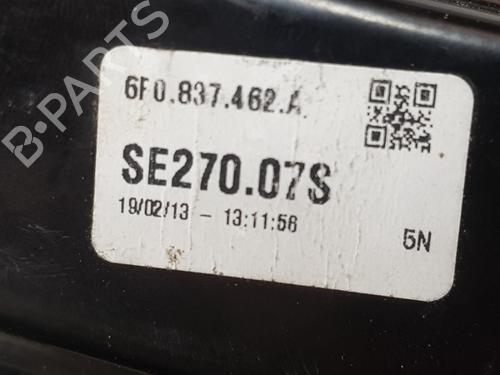 B-PARTS
6F0.837.462.A
SE270.07S
19/02/13 - 13:11:56
5N